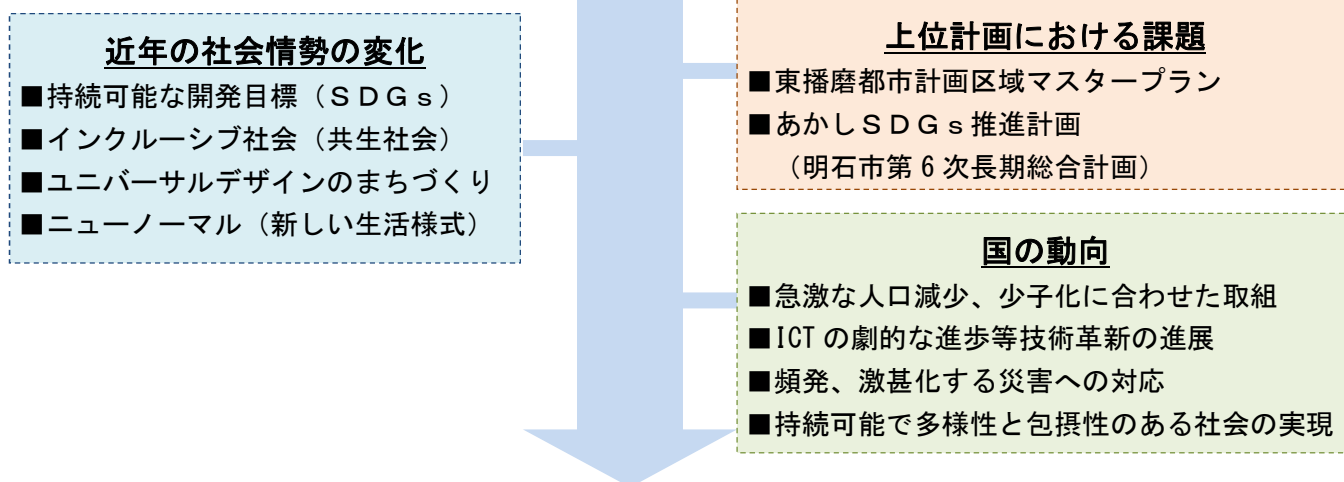 近年の社会情勢の変化
■持続可能な開発目標（ＳＤＧｓ）
■インクルーシブ社会（共生社会）
■ユニバーサルデザインのまちづくり
■ニューノーマル（新しい生活様式）
上位計画における課題
■東播磨都市計画区域マスタープラン
■あかしＳＤＧｓ推進計画
（明石市第６次長期総合計画）
国の動向
■急激な人口減少、少子化に合わせた取組
■ICTの劇的な進歩等技術革新の進展
■頻発、激甚化する災害への対応
■持続可能で多様性と包摂性のある社会の実現